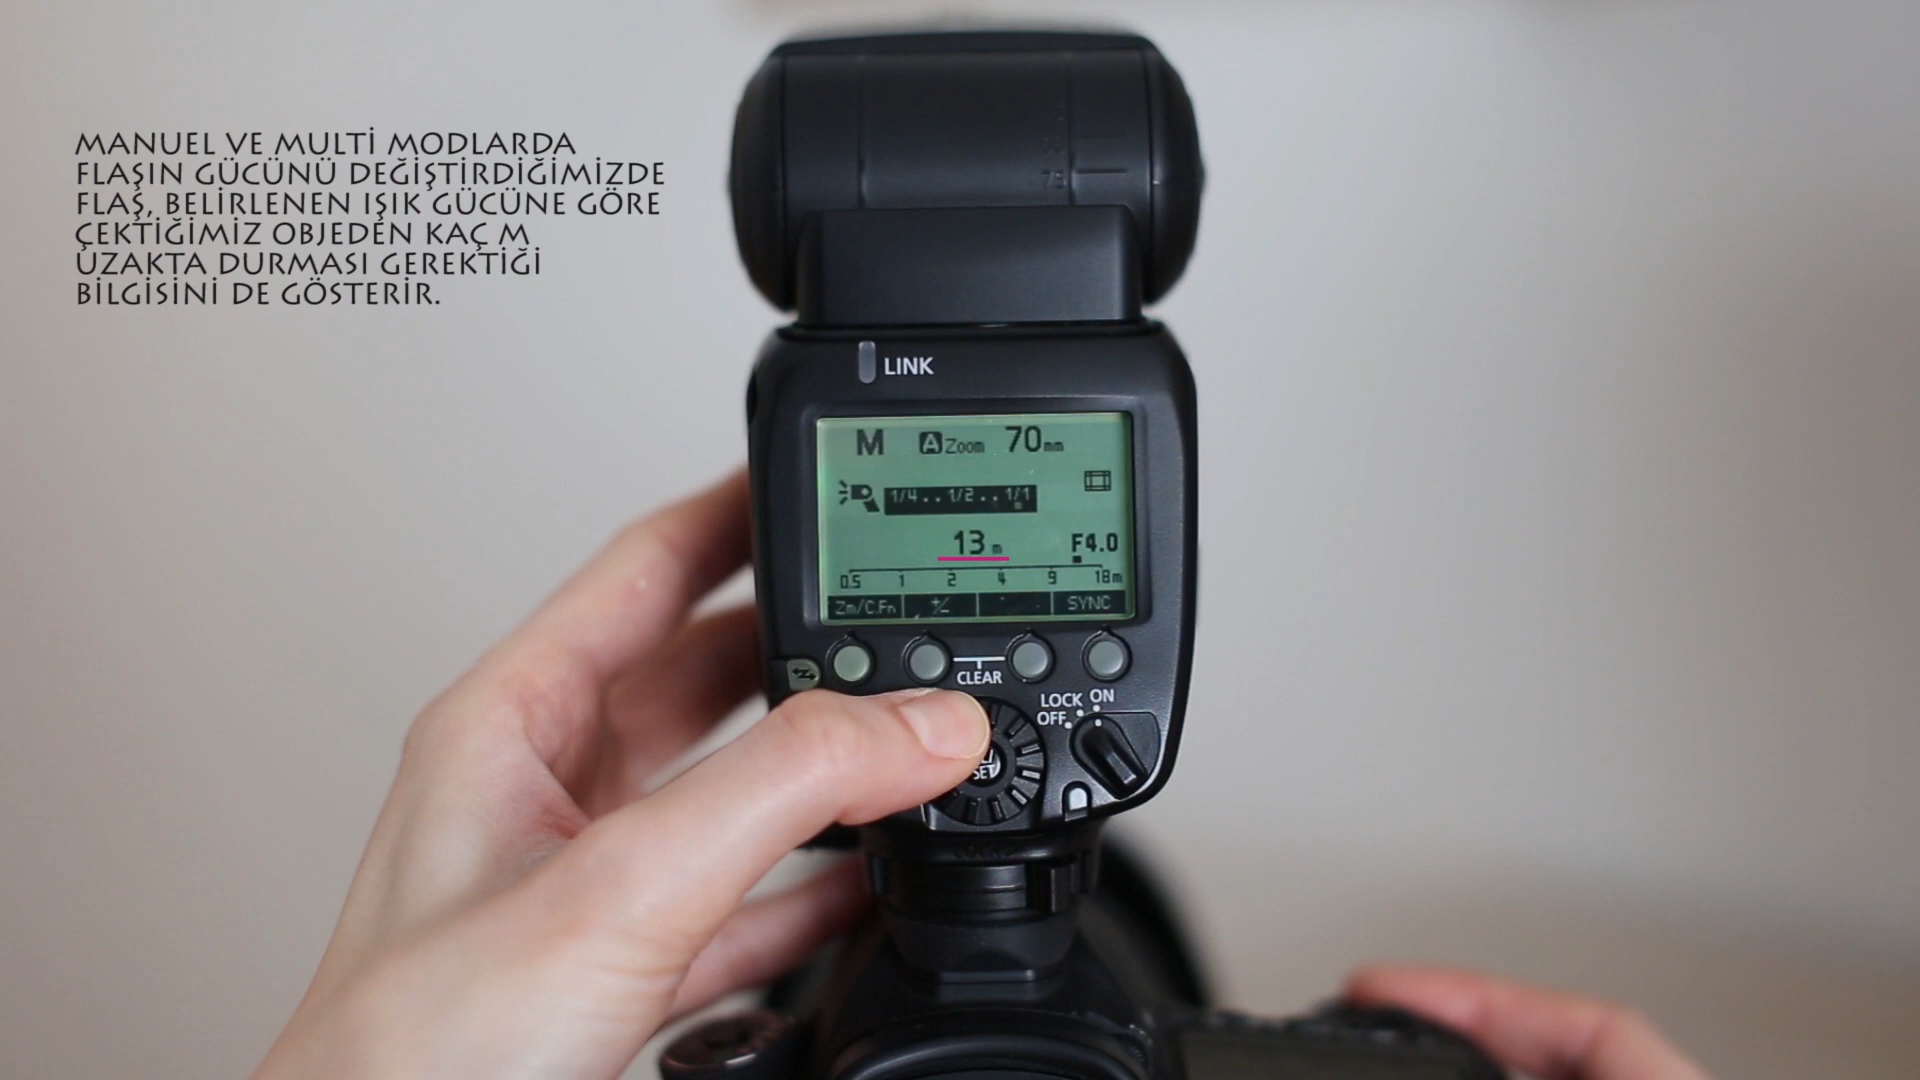 MANUEL VE MULTİ MODLARDA
FLAŞIN GÜCÜNÜ DEĞİŞTİRDİĞİMİZDE
FLAŞ, BELİRLENEN IŞIK GÜCÜNE GÖRE
ÇEKTİĞİMİZ OBJEDEN KAÇ M
UZAKTA DURMASI GEREKTİĞİ
BİLGİSİNİ DE GÖSTERİR.
75
LINK
M A Zoom 70mm
1/4..1/2..1/1
13 m F4.0
0.5 1 2 4 9 18m
Zm/C.Fn +/- SYNC
CLEAR
LOCK ON
OFF
SET